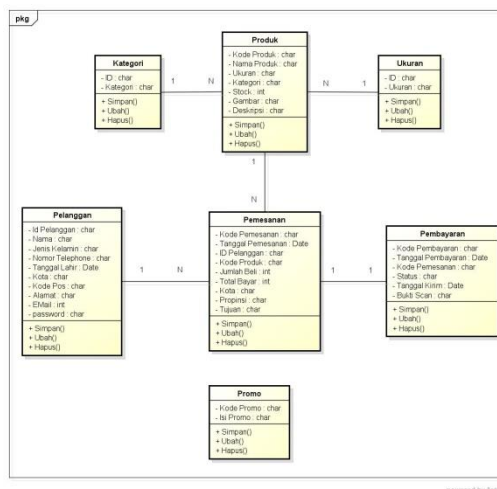 pkg
Kategori
- ID : char
- Kategori : char
+ Simpan()
+ Ubah()
+ Hapus()
1
N
Produk
- Kode Produk : char
- Nama Produk : char
- Ukuran : char
- Kategori : char
- Stock : int
- Gambar : char
- Deskripsi : char
+ Simpan()
+ Ubah()
+ Hapus()
N
1
Ukuran
- ID : char
- Ukuran : char
+ Simpan()
+ Ubah()
+ Hapus()
1
N
Pelanggan
- Id Pelanggan : char
- Nama : char
- Jenis Kelamin : char
- Nomor Telephone : char
- Tanggal Lahir : Date
- Kota : char
- Kode Pos : char
- Alamat : char
- EMail : int
- password : char
+ Simpan()
+ Ubah()
+ Hapus()
1
N
Pemesanan
- Kode Pemesanan : char
- Tanggal Pemesanan : Date
- ID Pelanggan : char
- Kode Produk : char
- Jumlah Beli : int
- Total Bayar : int
- Kota : char
- Propinsi : char
- Tujuan : char
+ Simpan()
+ Ubah()
+ Hapus()
1
1
Pembayaran
- Kode Pembayaran : char
- Tanggal Pembayaran : Date
- Kode Pemesanan : char
- Status : char
- Tanggal Kirim : Date
- Bukti Scan : char
+ Simpan()
+ Ubah()
+ Hapus()
Promo
- Kode Promo : char
- Isi Promo : char
+ Simpan()
+ Ubah()
+ Hapus()